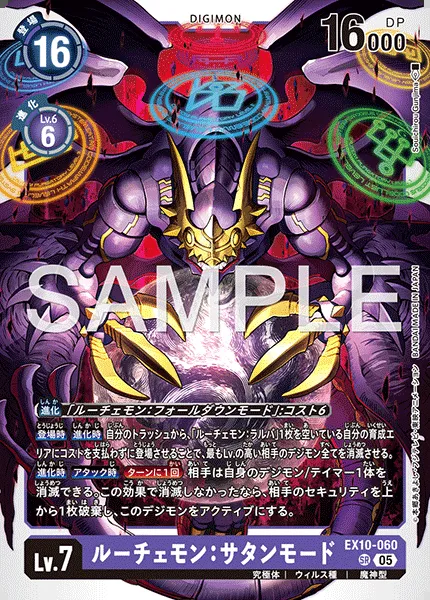 DIGIMON
登場
16
16000
DP
進化
Lv.6
6
Souichirou Gunjima
SAMPLE
BANDAI MADE IN JAPAN
進化 「ルーチェモン：フォールダウンモード」：コスト6
登場時 進化時 自分のトラッシュから、「ルーチェモン：ラルバ」1枚を空いている自分の育成エ
リアにコストを支払わずに登場させることで、最もLv.の高い相手のデジモン全てを消滅させる。
進化時 アタック時 ターンに1回 相手は自身のデジモン/テイマー1体を
消滅できる。この効果で消滅しなかったなら、相手のセキュリティを上
から1枚破棄し、このデジモンをアクティブにする。
Lv.7
ルーチェモン：サタンモード
EX10-060
SR 05
究極体 | ウィルス種 | 魔神型